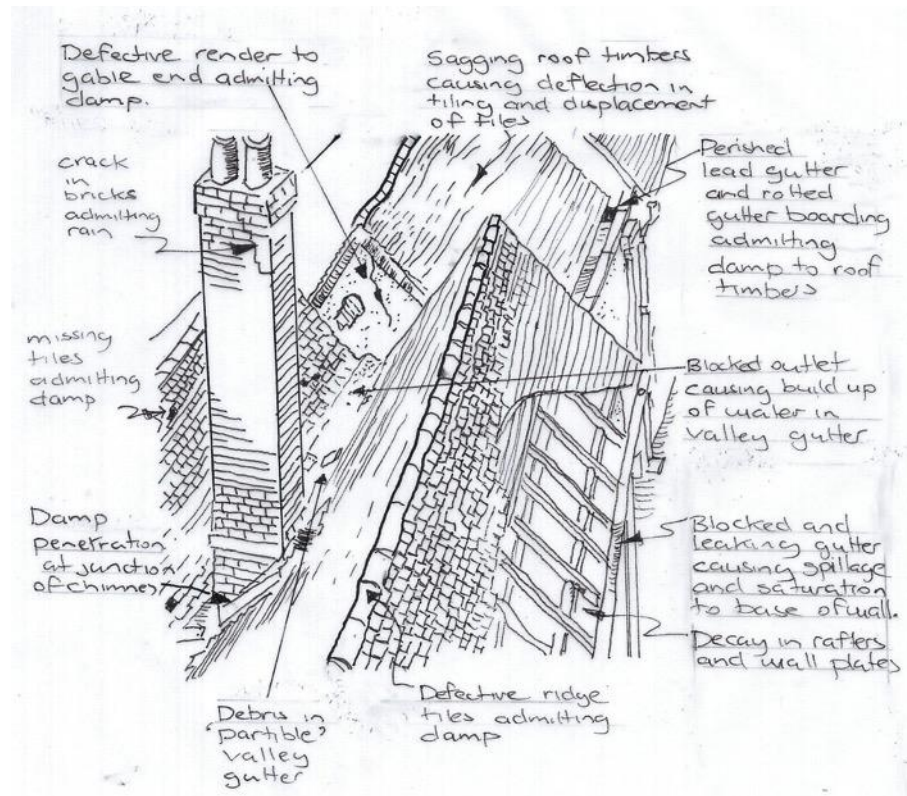 Defective render to
gable end admitting
damp.
Sagging roof timbers
causing deflection in
tiling and displacement
of tiles
crack
in
bricks
admitting
rain
Perished
lead gutter
and rotted
gutter boarding
admitting
damp to roof
timbers
missing
tiles
admitting
damp
Blocked outlet
causing build up
of water in
valley gutter
Damp
penetration
at junction
of chimney
Blocked and
leaking gutter
causing spillage
and saturation
to base of wall.
Decay in rafters
and wall plates
Debris in
'partible'
valley
gutter
Defective ridge
tiles admitting
damp